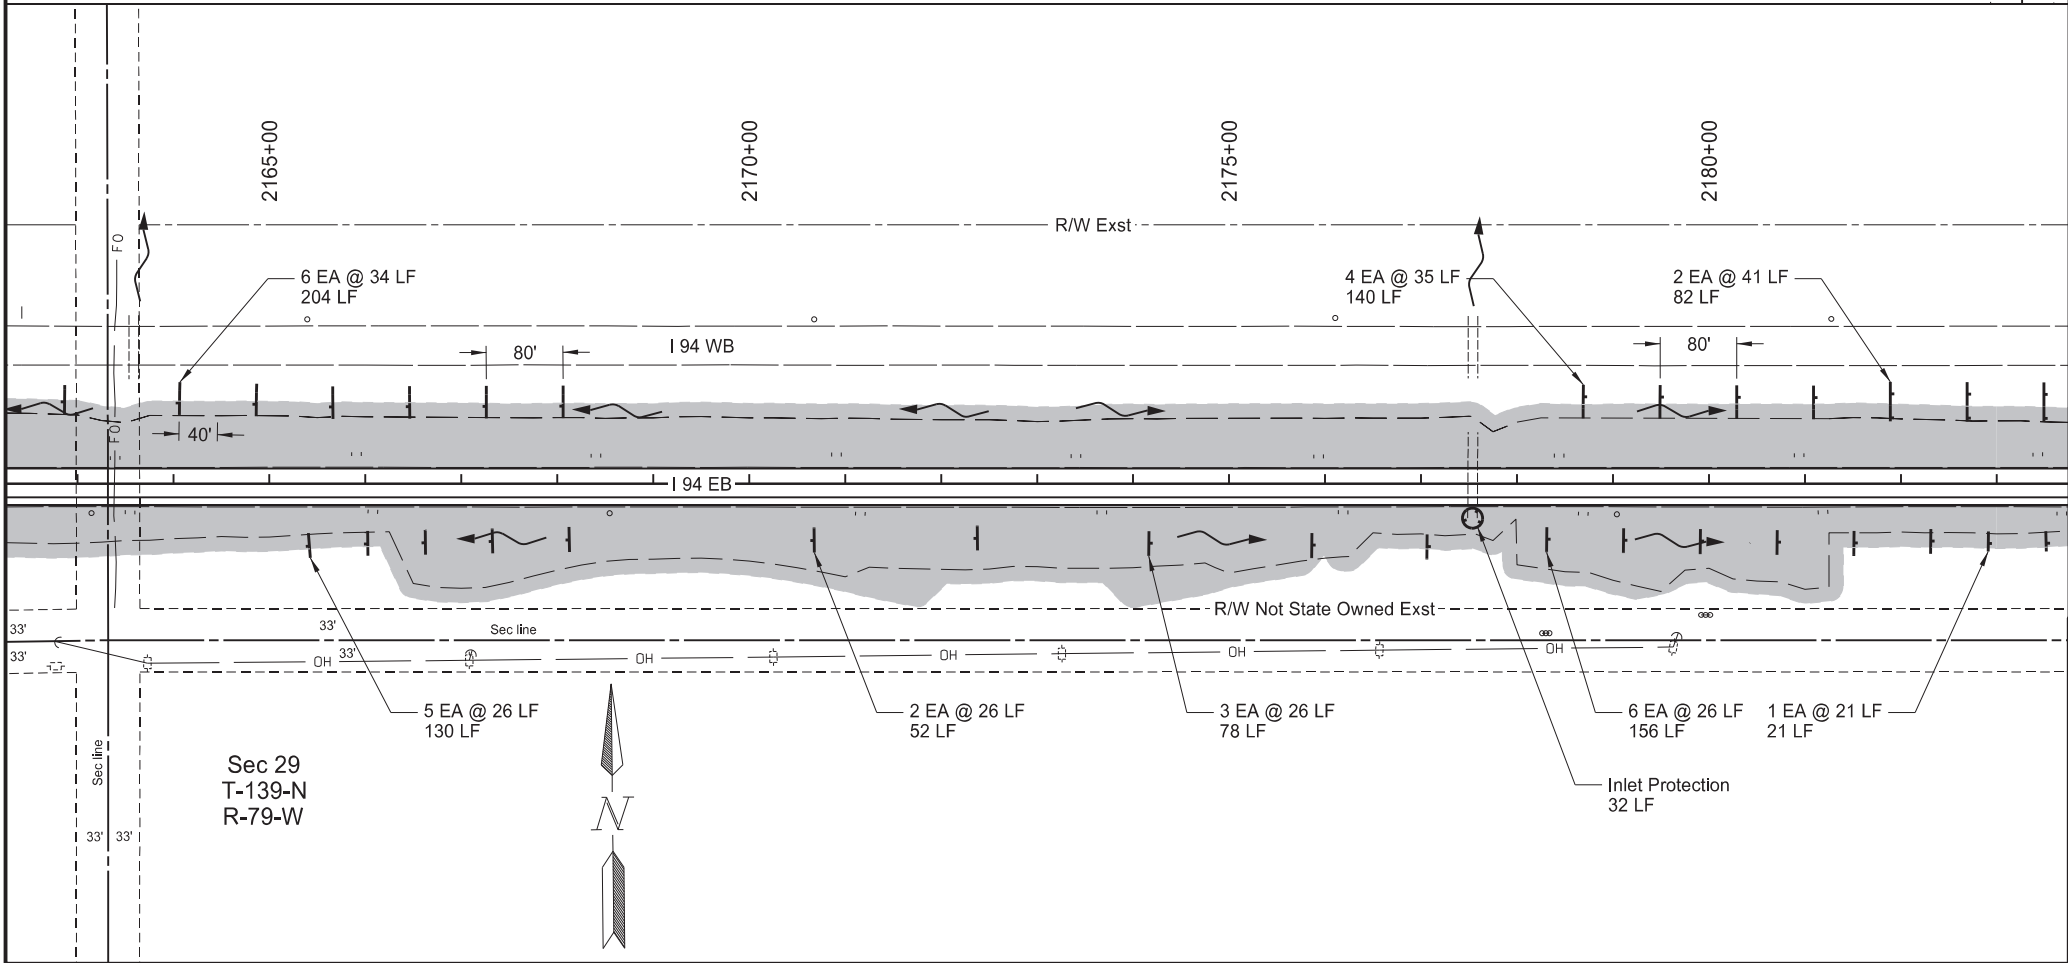 2165+00
2170+00
2175+00
2180+00
R/W Exst
FO
6 EA @ 34 LF
204 LF
4 EA @ 35 LF
140 LF
2 EA @ 41 LF
82 LF
80'
I 94 WB
80'
40'
FO
I 94 EB
R/W Not State Owned Exst
33'
33'
Sec line
33'
33'
OH
OH
OH
OH
OH
5 EA @ 26 LF
130 LF
2 EA @ 26 LF
52 LF
3 EA @ 26 LF
78 LF
6 EA @ 26 LF
156 LF
1 EA @ 21 LF
21 LF
Sec line
Sec 29
T-139-N
R-79-W
Inlet Protection
32 LF
N
33'
33'